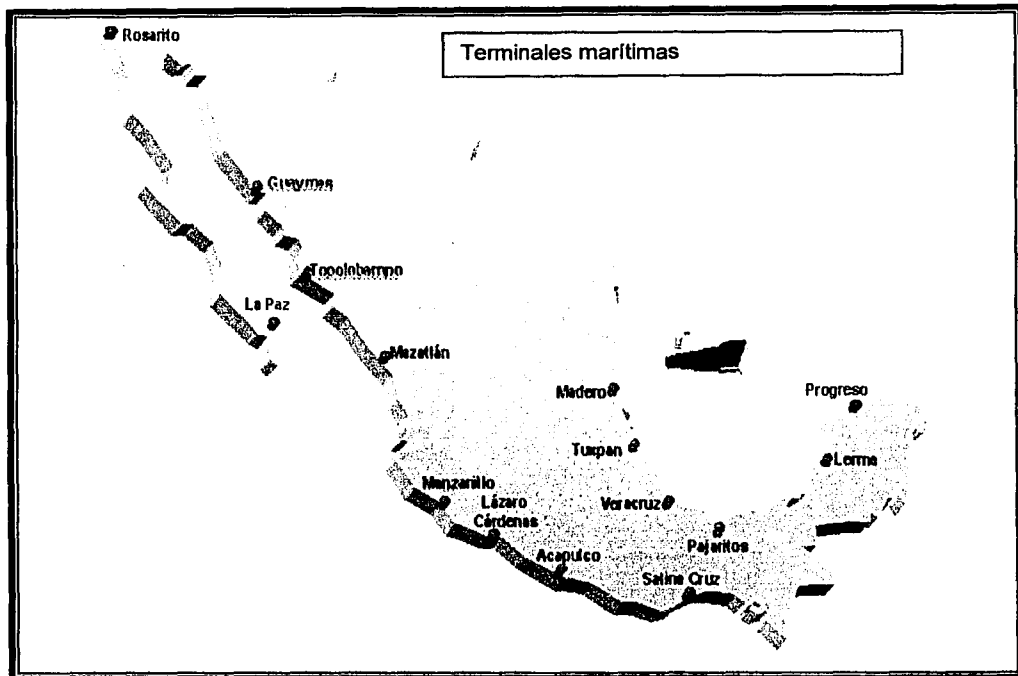 Rosarito
Terminales marítimas
Guaymas
Topolobampo
La Paz
Mazatlán
Madero
Progreso
Tuxpan
Lerma
Manzanillo
Lázaro
Cárdenas
Veracruz
Pajaritos
Acapulco
Salina Cruz